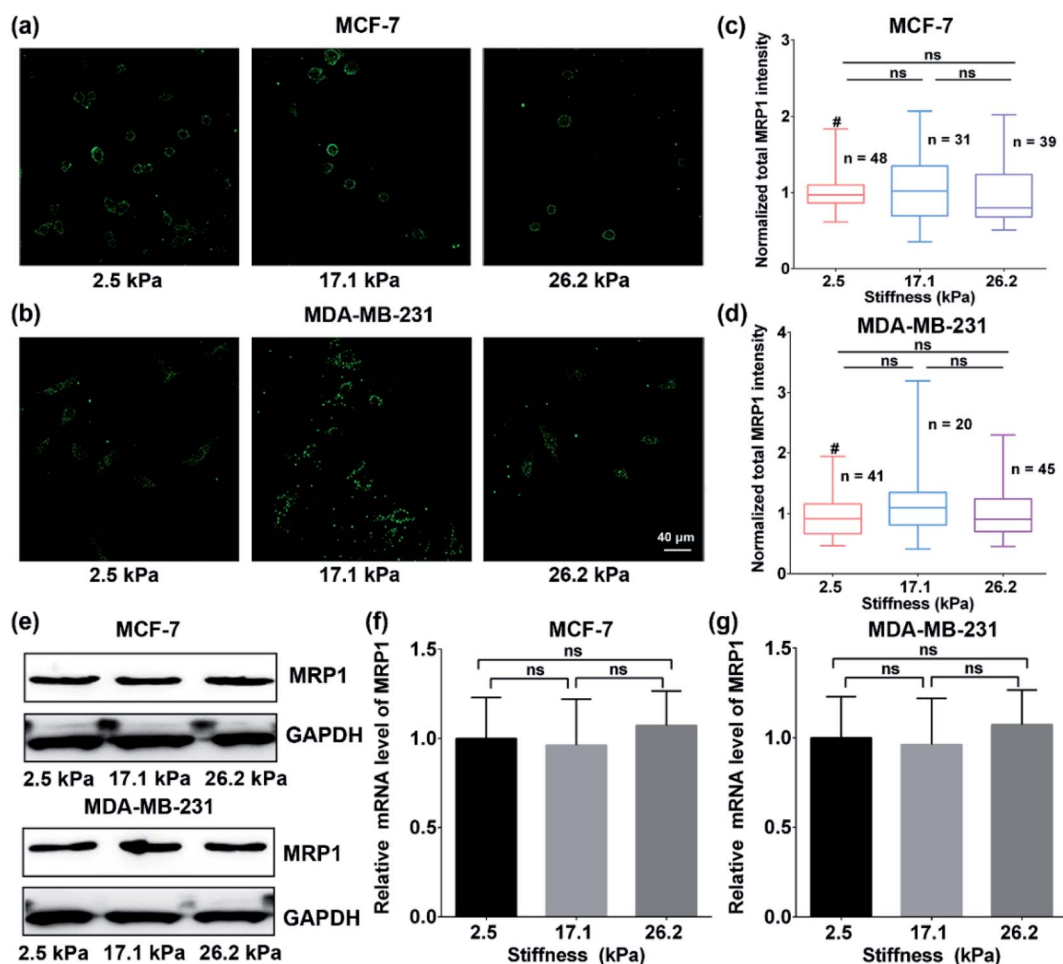 (a)
MCF-7
2.5 kPa
17.1 kPa
26.2 kPa
(b)
MDA-MB-231
40 µm
2.5 kPa
17.1 kPa
26.2 kPa
(c)
MCF-7
Normalized total MRP1 intensity
3
2
1
0
ns
ns
ns
#
n = 48
n = 31
n = 39
2.5
17.1
26.2
Stiffness (kPa)
(d)
MDA-MB-231
Normalized total MRP1 intensity
4
3
2
1
0
ns
ns
ns
#
n = 41
n = 20
n = 45
2.5
17.1
26.2
Stiffness (kPa)
(e)
MCF-7
MRP1
GAPDH
2.5 kPa 17.1 kPa 26.2 kPa
MDA-MB-231
MRP1
GAPDH
2.5 kPa 17.1 kPa 26.2 kPa
(f)
MCF-7
Relative mRNA level of MRP1
1.5
1.0
0.5
0.0
ns
ns
ns
2.5
17.1
26.2
Stiffness (kPa)
(g)
MDA-MB-231
Relative mRNA level of MRP1
1.5
1.0
0.5
0.0
ns
ns
ns
2.5
17.1
26.2
Stiffness (kPa)